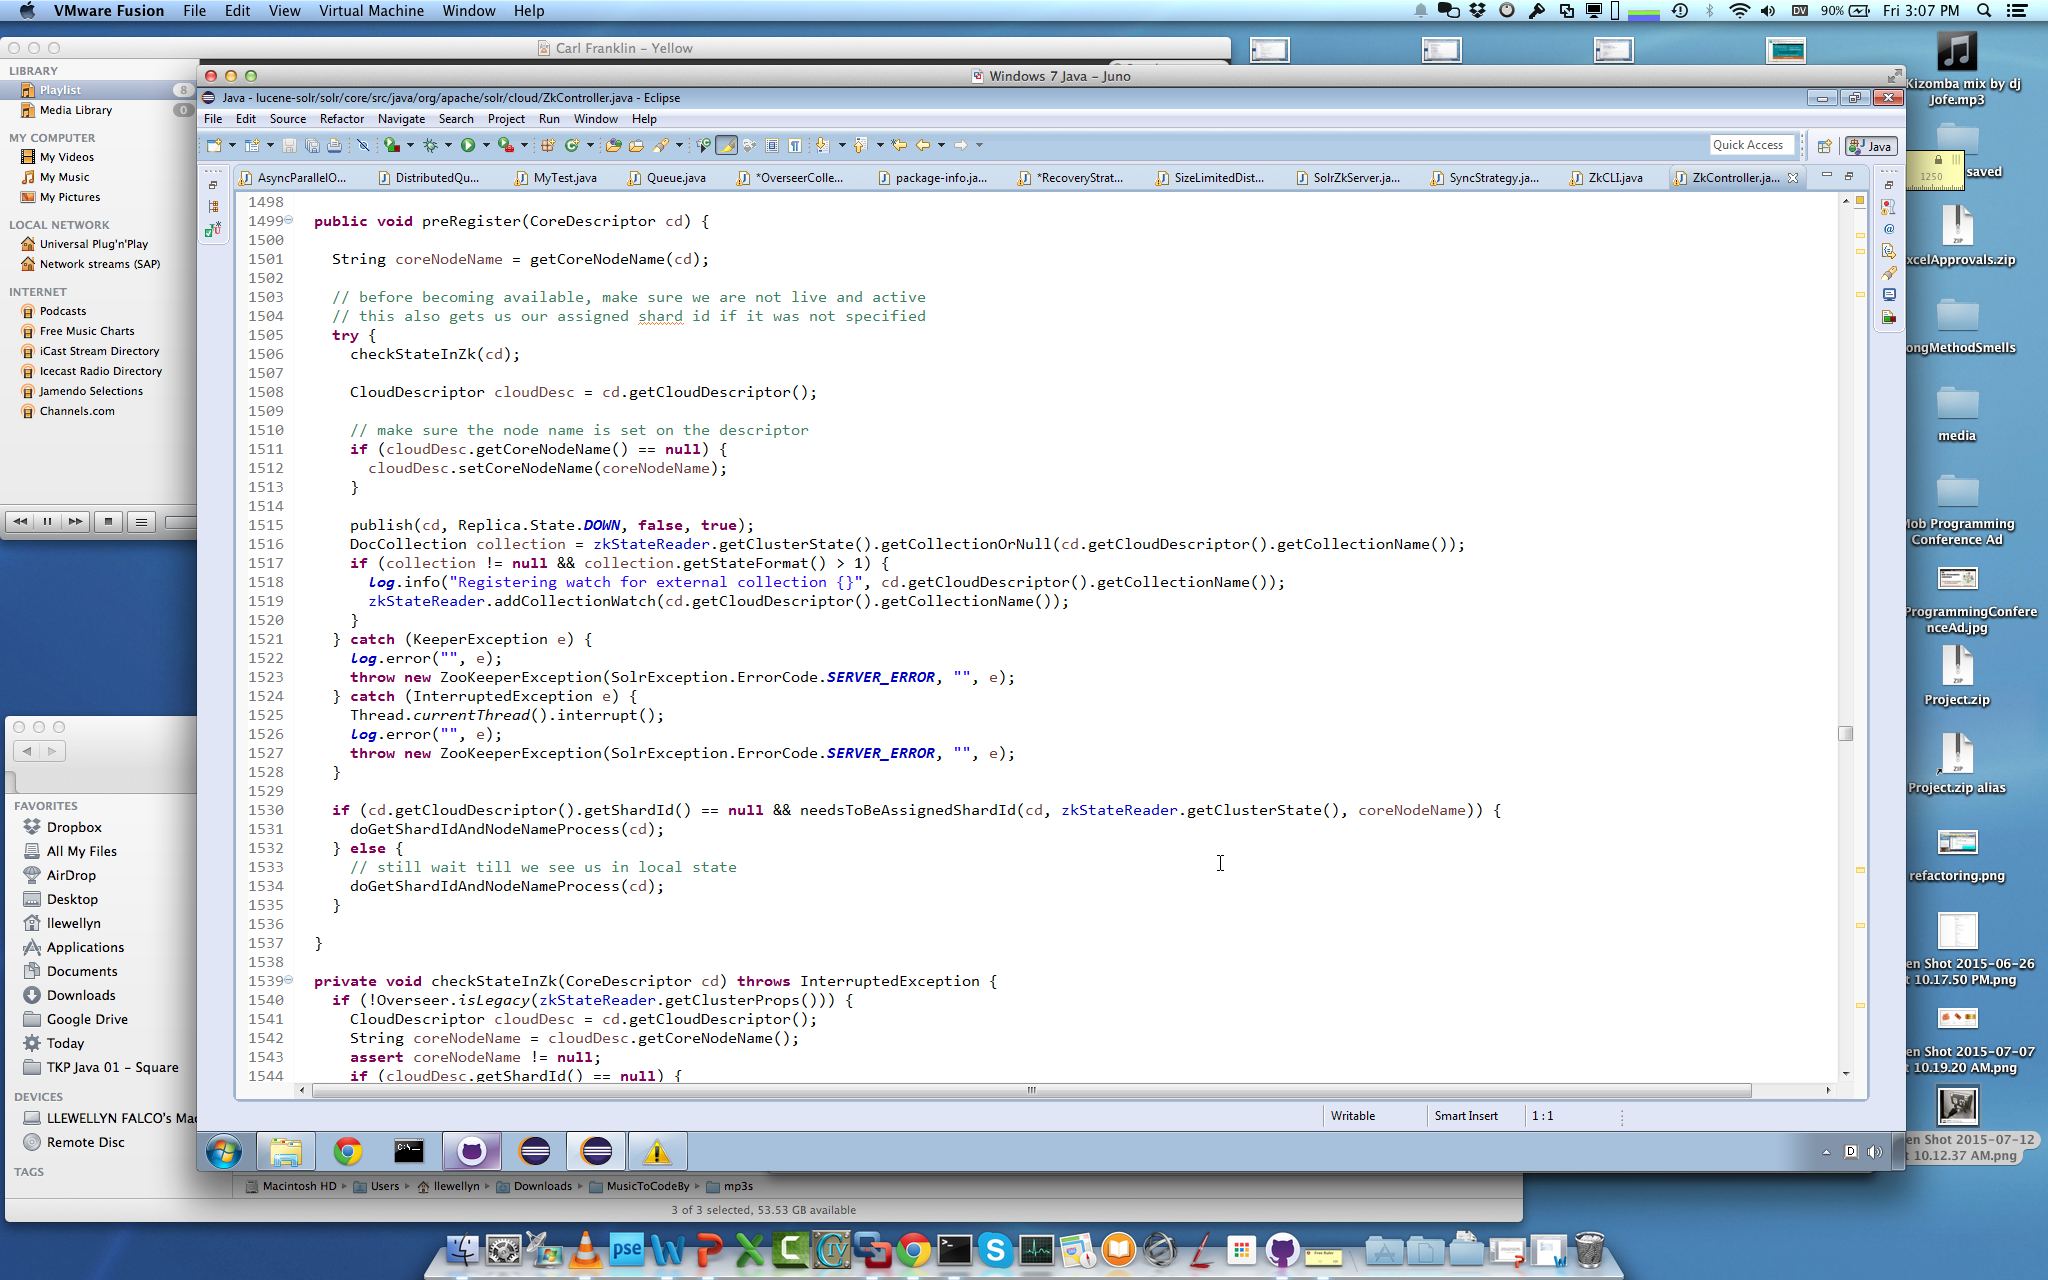 VMware Fusion File Edit View Virtual Machine Window Help
DV 90% Fri 3:07 PM
Carl Franklin – Yellow
LIBRARY
Playlist 8
Media Library 0
MY COMPUTER
My Videos
My Music
My Pictures
LOCAL NETWORK
Universal Plug'n'Play
Network streams (SAP)
INTERNET
Podcasts
Free Music Charts
iCast Stream Directory
Icecast Radio Directory
Jamendo Selections
Channels.com
FAVORITES
Dropbox
All My Files
AirDrop
Desktop
llewellyn
Applications
Documents
Downloads
Google Drive
Today
TKP Java 01 – Square
DEVICES
LLEWELLYN FALCO's Ma
Remote Disc
TAGS
Windows 7 Java – Juno
Java - lucene-solr/solr/core/src/java/org/apache/solr/cloud/ZkController.java - Eclipse
File Edit Source Refactor Navigate Search Project Run Window Help
Quick Access Java
AsyncParallelO... DistributedQu... MyTest.java Queue.java *OverseerColle... package-info.ja... *RecoveryStrat... SizeLimitedDist... SolrZkServer.ja... SyncStrategy.ja... ZkCLI.java ZkController.ja...
1498
1499 public void preRegister(CoreDescriptor cd) {
1500
1501 String coreNodeName = getCoreNodeName(cd);
1502
1503 // before becoming available, make sure we are not live and active
1504 // this also gets us our assigned shard id if it was not specified
1505 try {
1506 checkStateInZk(cd);
1507
1508 CloudDescriptor cloudDesc = cd.getCloudDescriptor();
1509
1510 // make sure the node name is set on the descriptor
1511 if (cloudDesc.getCoreNodeName() == null) {
1512 cloudDesc.setCoreNodeName(coreNodeName);
1513 }
1514
1515 publish(cd, Replica.State.DOWN, false, true);
1516 DocCollection collection = zkStateReader.getClusterState().getCollectionOrNull(cd.getCloudDescriptor().getCollectionName());
1517 if (collection != null && collection.getStateFormat() > 1) {
1518 log.info("Registering watch for external collection {}", cd.getCloudDescriptor().getCollectionName());
1519 zkStateReader.addCollectionWatch(cd.getCloudDescriptor().getCollectionName());
1520 }
1521 } catch (KeeperException e) {
1522 log.error("", e);
1523 throw new ZooKeeperException(SolrException.ErrorCode.SERVER_ERROR, "", e);
1524 } catch (InterruptedException e) {
1525 Thread.currentThread().interrupt();
1526 log.error("", e);
1527 throw new ZooKeeperException(SolrException.ErrorCode.SERVER_ERROR, "", e);
1528 }
1529
1530 if (cd.getCloudDescriptor().getShardId() == null && needsToBeAssignedShardId(cd, zkStateReader.getClusterState(), coreNodeName)) {
1531 doGetShardIdAndNodeNameProcess(cd);
1532 } else {
1533 // still wait till we see us in local state
1534 doGetShardIdAndNodeNameProcess(cd);
1535 }
1536
1537 }
1538
1539 private void checkStateInZk(CoreDescriptor cd) throws InterruptedException {
1540 if (!Overseer.isLegacy(zkStateReader.getClusterProps())) {
1541 CloudDescriptor cloudDesc = cd.getCloudDescriptor();
1542 String coreNodeName = cloudDesc.getCoreNodeName();
1543 assert coreNodeName != null;
1544 if (cloudDesc.getShardId() == null) {
Writable Smart Insert 1 : 1
C:\ D
Macintosh HD Users llewellyn Downloads MusicToCodeBy mp3s
3 of 3 selected, 53.53 GB available
Kizomba mix by dj
Jofe.mp3
saved
1250
ZIP
xcelApprovals.zip
ongMethodSmells
media
Mob Programming
Conference Ad
ProgrammingConfere
nceAd.jpg
ZIP
Project.zip
ZIP
Project.zip alias
refactoring.png
en Shot 2015-06-26
t 10.17.50 PM.png
en Shot 2015-07-07
t 10.19.20 AM.png
en Shot 2015-07-12
t 10.12.37 AM.png
pse